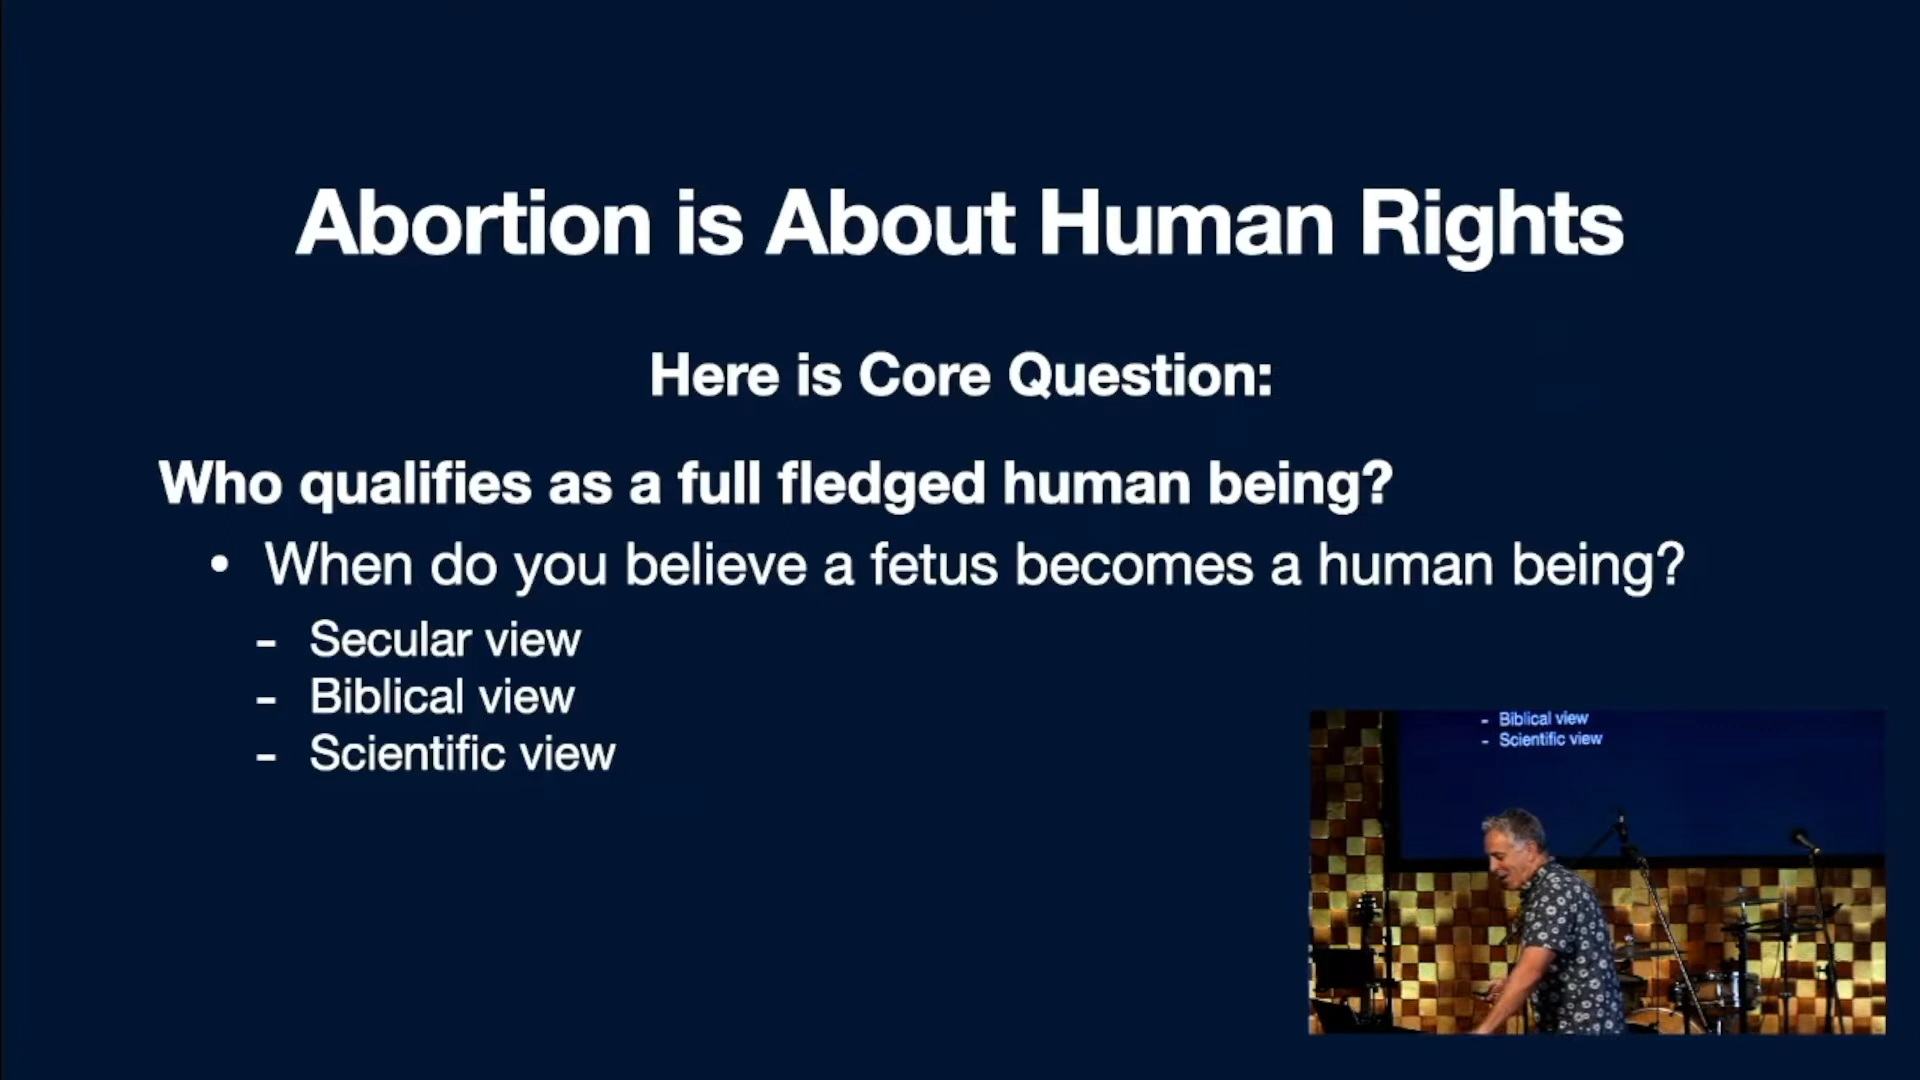 Abortion is About Human Rights
Here is Core Question:
Who qualifies as a full fledged human being?
• When do you believe a fetus becomes a human being?
- Secular view
- Biblical view
- Scientific view
- Biblical view
- Scientific view